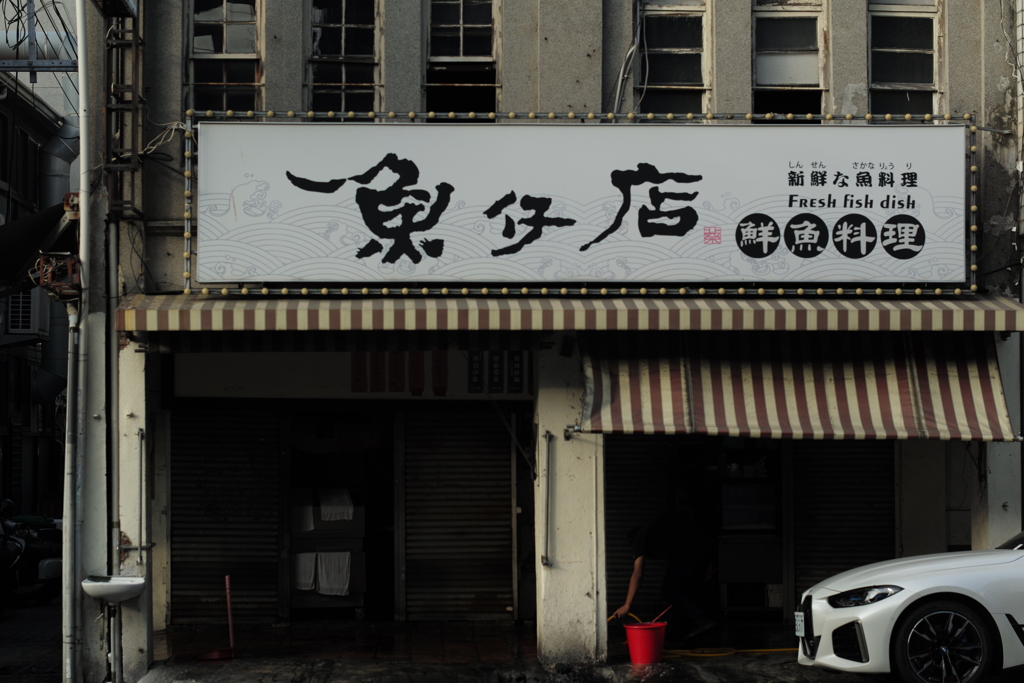 魚仔店
しん せん さかな りょう り
新鮮な魚料理
FRESH fish dish
鮮魚料理